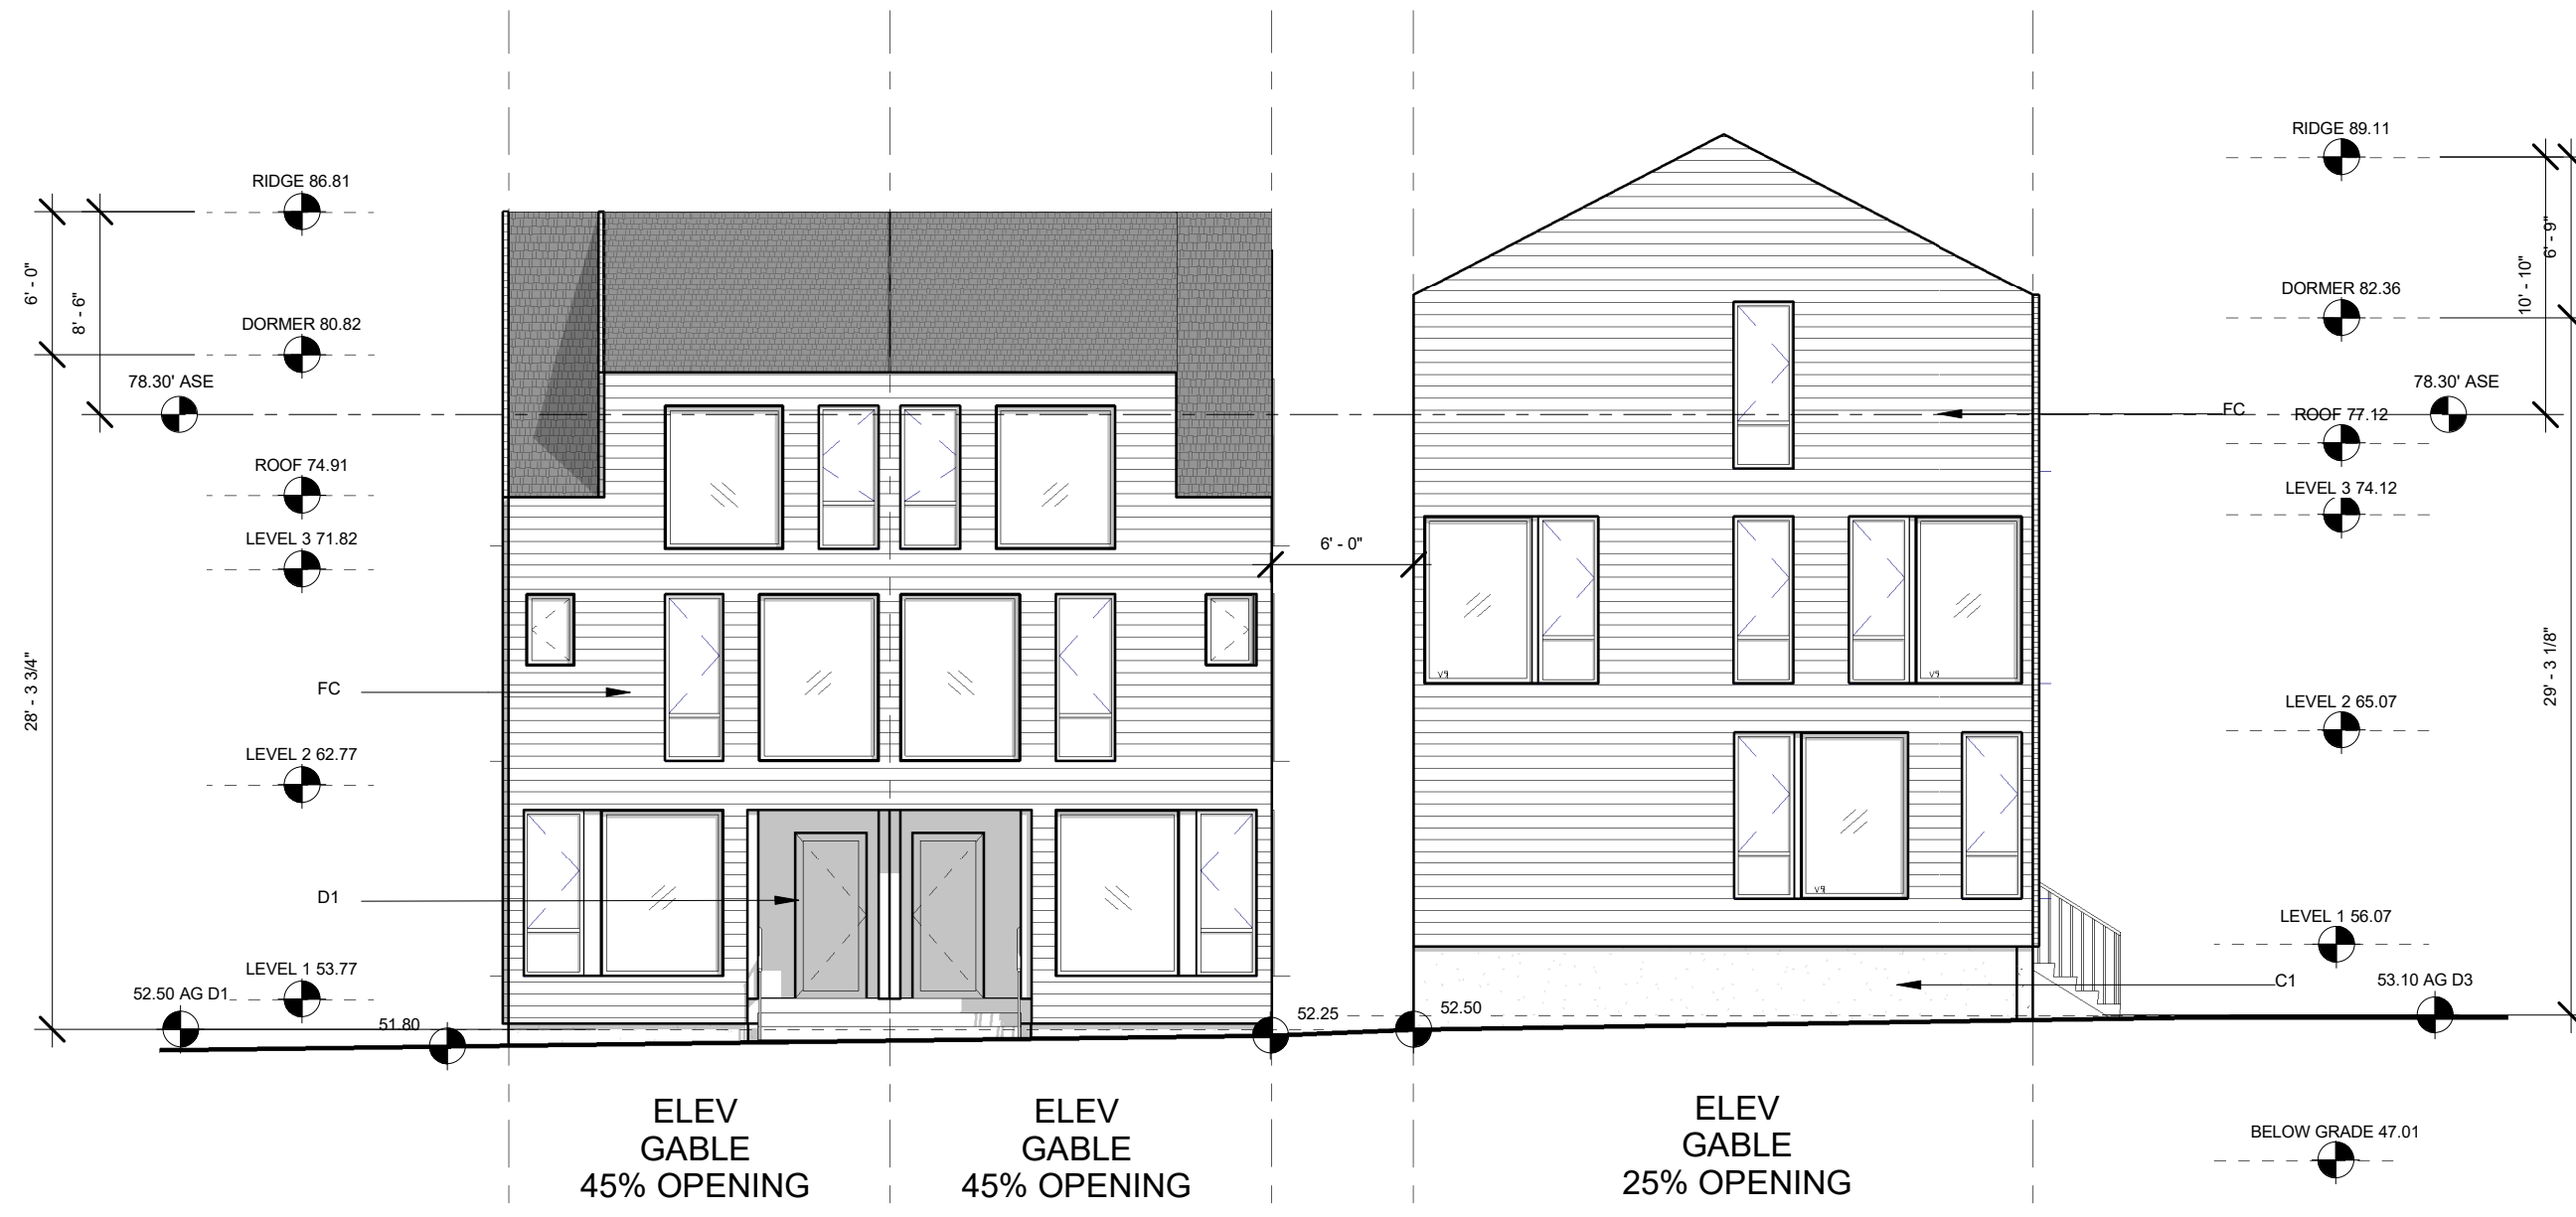 RIDGE 89.11
RIDGE 86.81
6' - 9"
6' - 0"
8' - 6"
10' - 10"
DORMER 82.36
DORMER 80.82
78.30' ASE
78.30' ASE
FC
ROOF 77.12
ROOF 74.91
LEVEL 3 74.12
LEVEL 3 71.82
6' - 0"
28' - 3 3/4"
29' - 3 1/8"
FC
LEVEL 2 65.07
LEVEL 2 62.77
D1
LEVEL 1 56.07
LEVEL 1 53.77
C1
53.10 AG D3
52.50 AG D1
51.80
52.25
52.50
ELEV
GABLE
45% OPENING
ELEV
GABLE
45% OPENING
ELEV
GABLE
25% OPENING
BELOW GRADE 47.01